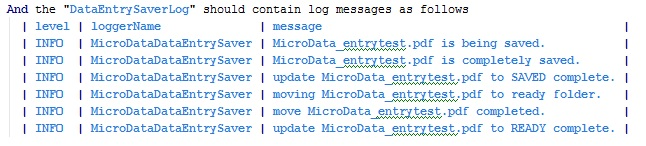 And the "DataEntrySaverLog" should contain log messages as follows
| level | loggerName | message |
| INFO | MicroDataDataEntrySaver | MicroData_entrytest.pdf is being saved. |
| INFO | MicroDataDataEntrySaver | MicroData_entrytest.pdf is completely saved. |
| INFO | MicroDataDataEntrySaver | update MicroData_entrytest.pdf to SAVED complete. |
| INFO | MicroDataDataEntrySaver | moving MicroData_entrytest.pdf to ready folder. |
| INFO | MicroDataDataEntrySaver | move MicroData_entrytest.pdf completed. |
| INFO | MicroDataDataEntrySaver | update MicroData_entrytest.pdf to READY complete. |